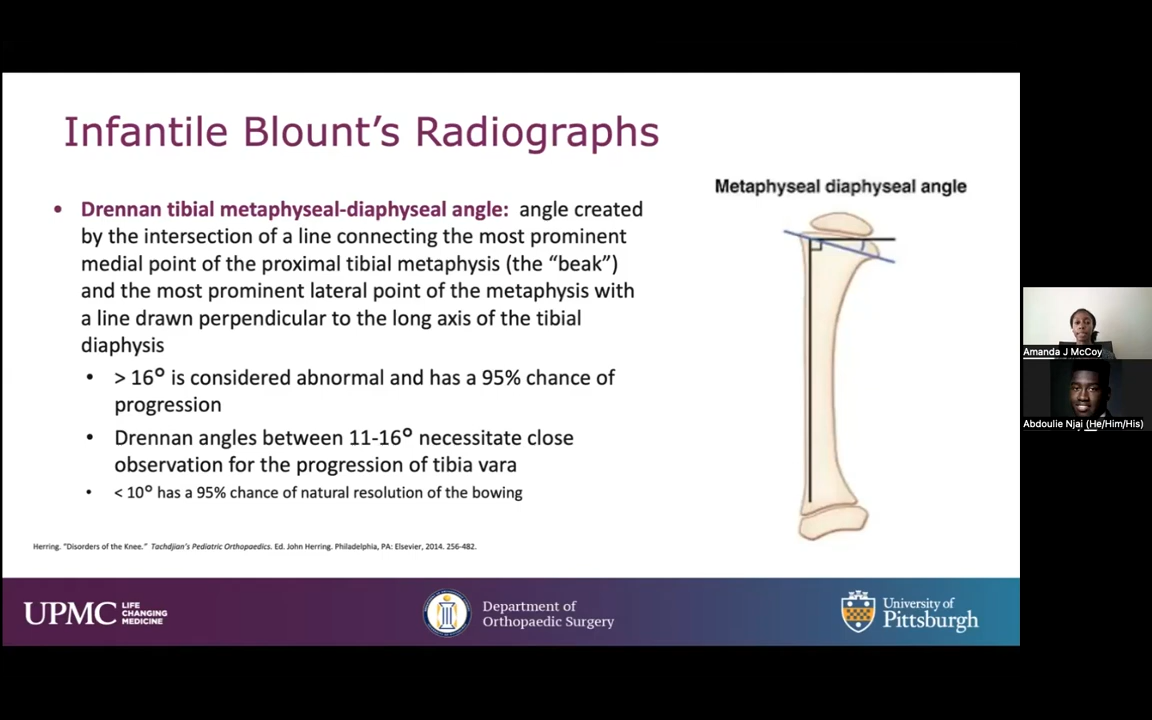 Infantile Blount's Radiographs
• Drennan tibial metaphyseal-diaphyseal angle: angle created
by the intersection of a line connecting the most prominent
medial point of the proximal tibial metaphysis (the “beak”)
and the most prominent lateral point of the metaphysis with
a line drawn perpendicular to the long axis of the tibial
diaphysis
• > 16° is considered abnormal and has a 95% chance of
progression
• Drennan angles between 11-16° necessitate close
observation for the progression of tibia vara
• < 10° has a 95% chance of natural resolution of the bowing
Metaphyseal diaphyseal angle
Herring. “Disorders of the Knee.” Tachdjian's Pediatric Orthopaedics. Ed. John Herring. Philadelphia, PA: Elsevier, 2014. 256-482.
UPMC LIFE
CHANGING
MEDICINE
Department of
Orthopaedic Surgery
University of
Pittsburgh
Amanda J McCoy
Abdoulie Njai (He/Him/His)